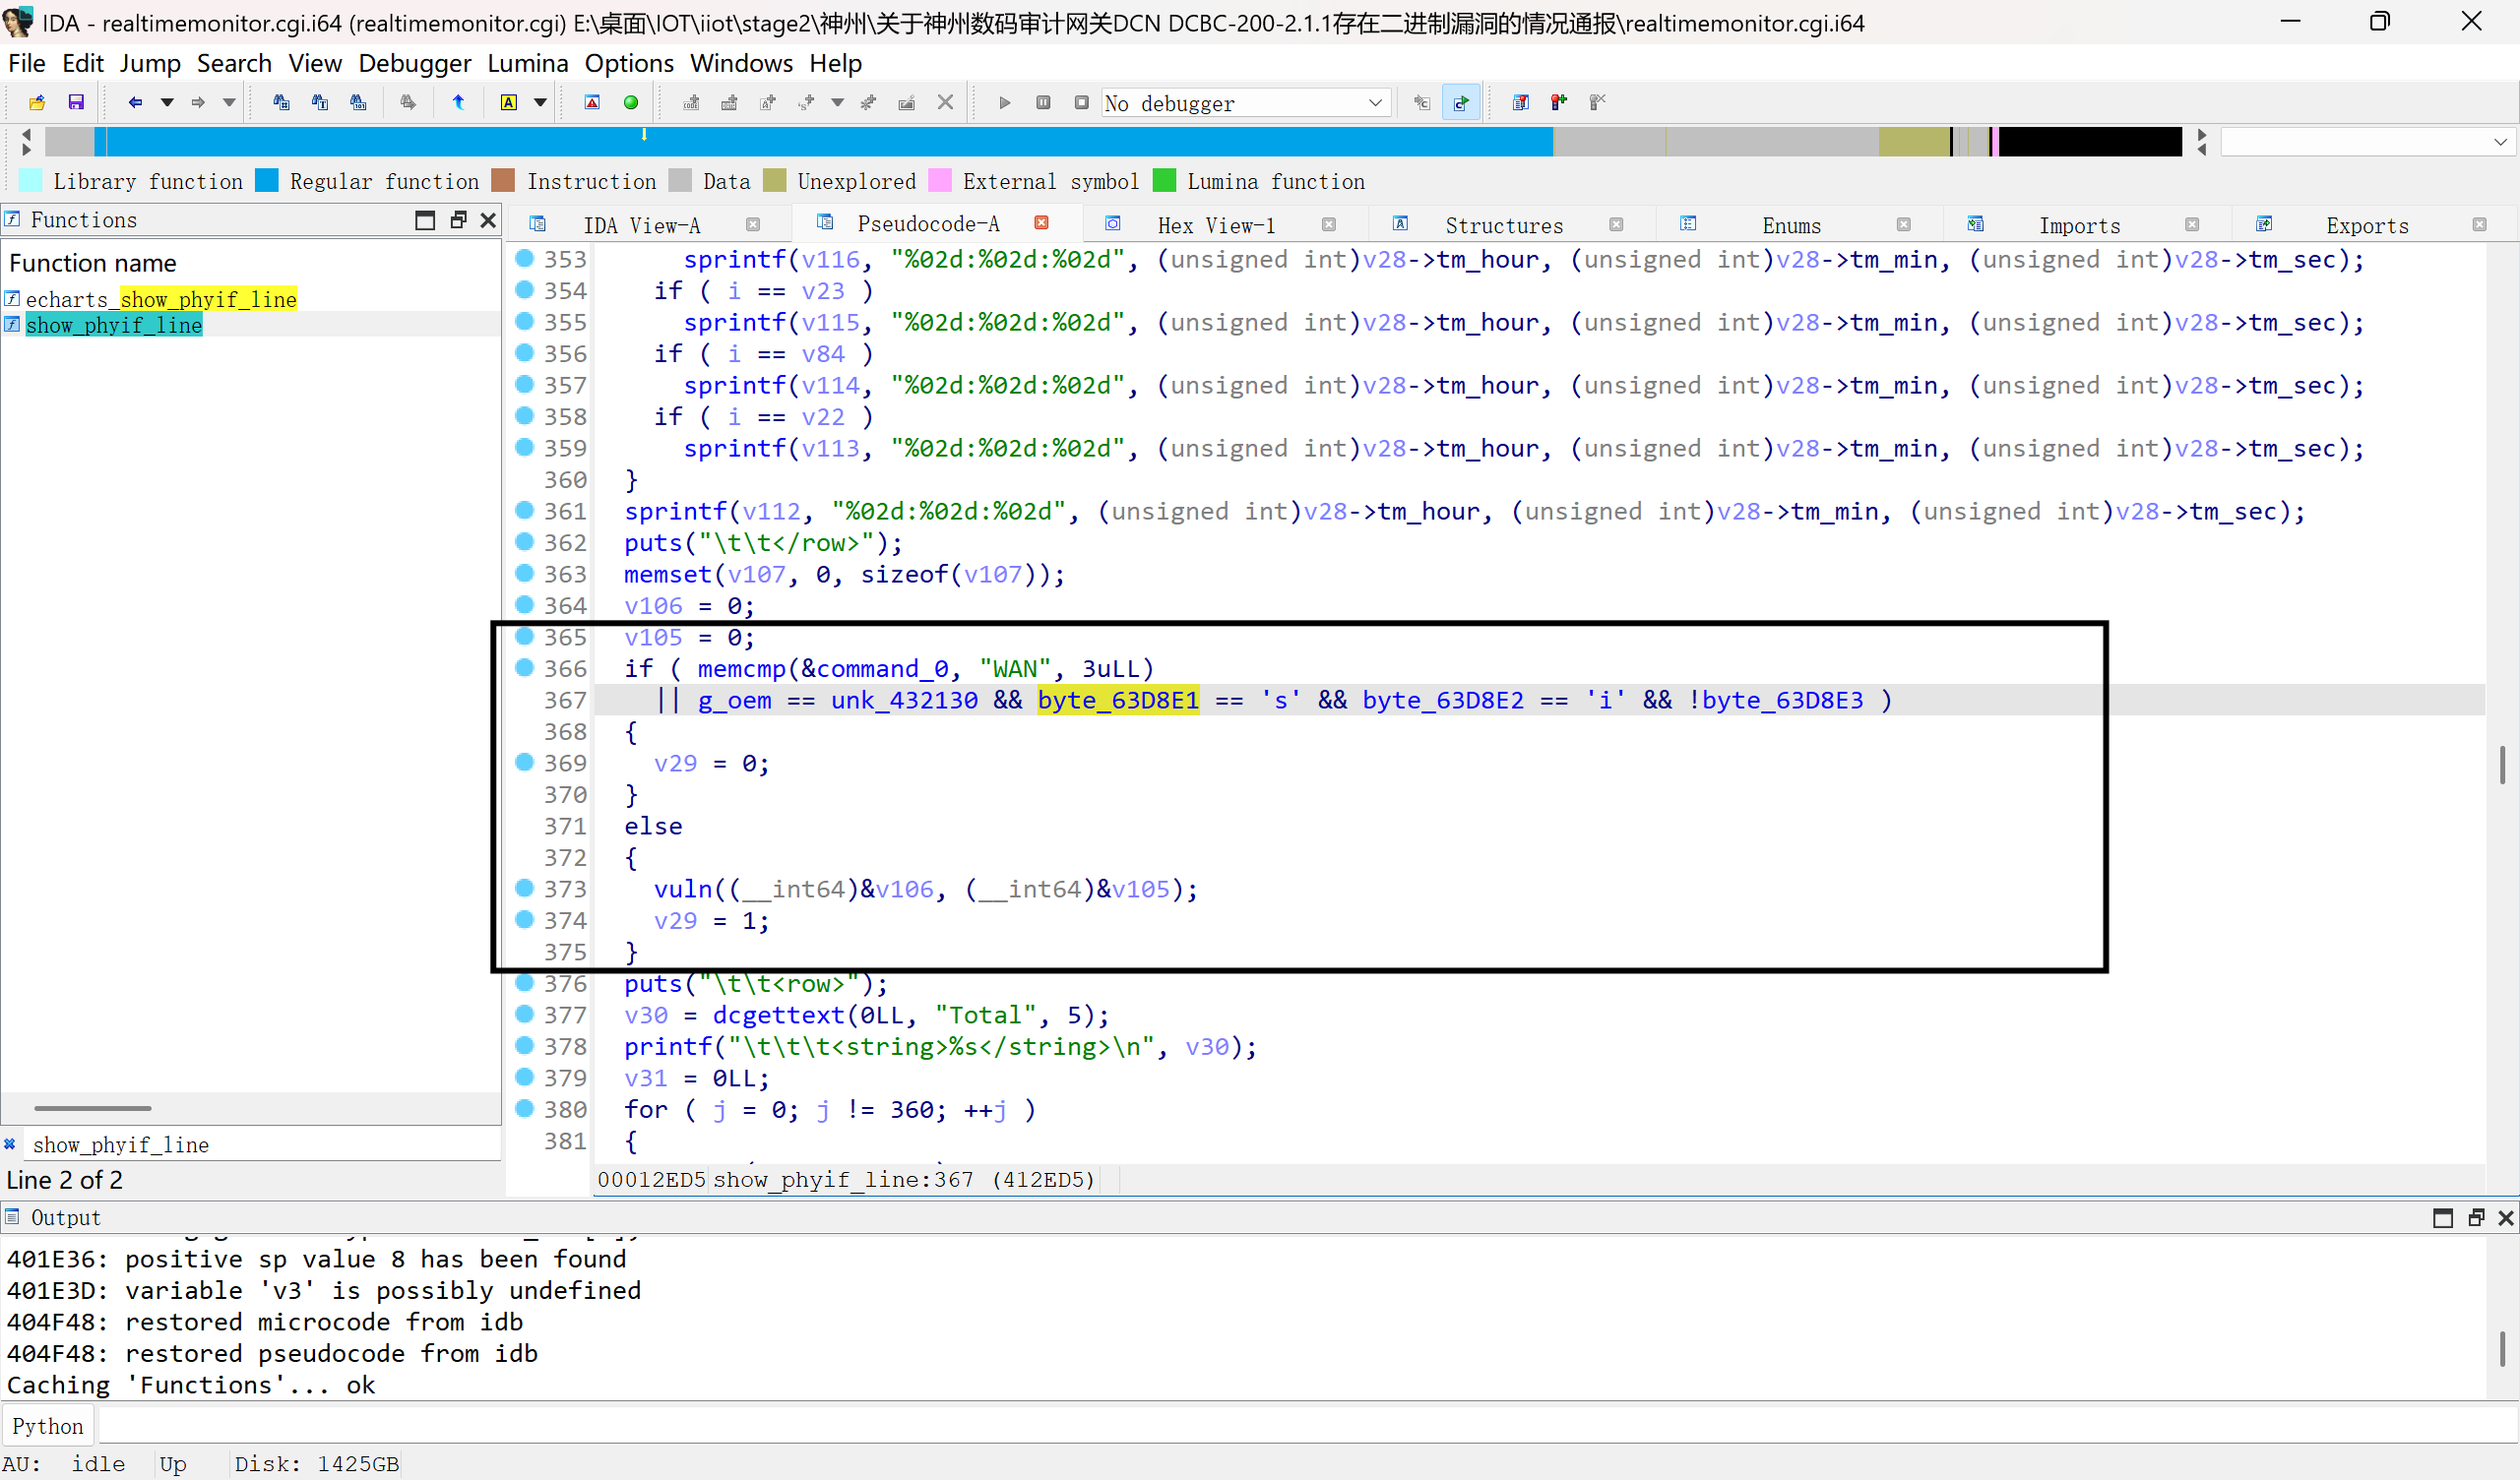 IDA - realtimemonitor.cgi.i64 (realtimemonitor.cgi) E:\桌面\IOT\iiot\stage2\神州\关于神州数码审计网关DCN DCBC-200-2.1.1存在二进制漏洞的情况通报\realtimemonitor.cgi.i64
File Edit Jump Search View Debugger Lumina Options Windows Help
No debugger
Library function Regular function Instruction Data Unexplored External symbol Lumina function
Functions
IDA View-A Pseudocode-A Hex View-1 Structures Enums Imports Exports
Function name
echarts_show_phyif_line
show_phyif_line
353 sprintf(v116, "%02d:%02d:%02d", (unsigned int)v28->tm_hour, (unsigned int)v28->tm_min, (unsigned int)v28->tm_sec);
354 if ( i == v23 )
355 sprintf(v115, "%02d:%02d:%02d", (unsigned int)v28->tm_hour, (unsigned int)v28->tm_min, (unsigned int)v28->tm_sec);
356 if ( i == v84 )
357 sprintf(v114, "%02d:%02d:%02d", (unsigned int)v28->tm_hour, (unsigned int)v28->tm_min, (unsigned int)v28->tm_sec);
358 if ( i == v22 )
359 sprintf(v113, "%02d:%02d:%02d", (unsigned int)v28->tm_hour, (unsigned int)v28->tm_min, (unsigned int)v28->tm_sec);
360 }
361 sprintf(v112, "%02d:%02d:%02d", (unsigned int)v28->tm_hour, (unsigned int)v28->tm_min, (unsigned int)v28->tm_sec);
362 puts("\t\t</row>");
363 memset(v107, 0, sizeof(v107));
364 v106 = 0;
365 v105 = 0;
366 if ( memcmp(&command_0, "WAN", 3uLL)
367 || g_oem == unk_432130 && byte_63D8E1 == 's' && byte_63D8E2 == 'i' && !byte_63D8E3 )
368 {
369 v29 = 0;
370 }
371 else
372 {
373 vuln((__int64)&v106, (__int64)&v105);
374 v29 = 1;
375 }
376 puts("\t\t<row>");
377 v30 = dcgettext(0LL, "Total", 5);
378 printf("\t\t\t<string>%s</string>\n", v30);
379 v31 = 0LL;
380 for ( j = 0; j != 360; ++j )
381 {
show_phyif_line
Line 2 of 2
00012ED5 show_phyif_line:367 (412ED5)
Output
401E36: positive sp value 8 has been found
401E3D: variable 'v3' is possibly undefined
404F48: restored microcode from idb
404F48: restored pseudocode from idb
Caching 'Functions'... ok
Python
AU: idle Up Disk: 1425GB